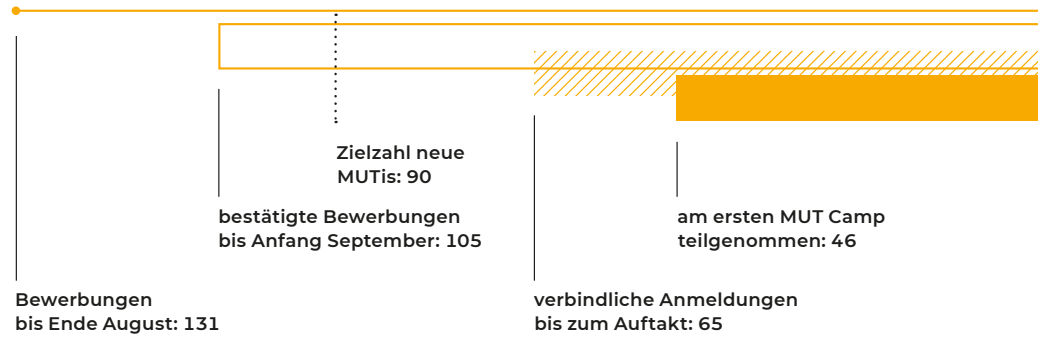 Zielzahl neue
MUTis: 90
bestätigte Bewerbungen
bis Anfang September: 105
am ersten MUT Camp
teilgenommen: 46
Bewerbungen
bis Ende August: 131
verbindliche Anmeldungen
bis zum Auftakt: 65